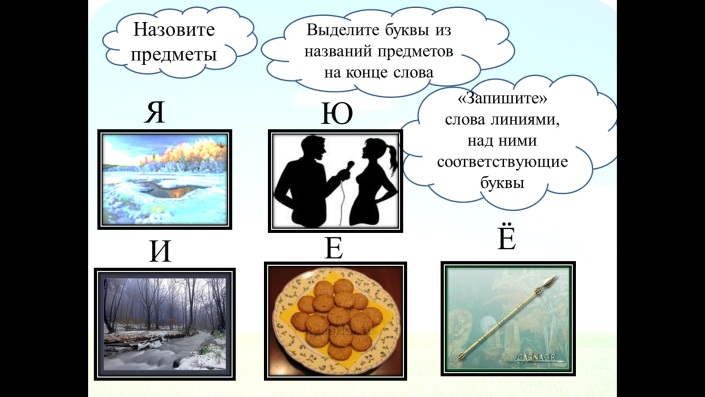 Назовите
предметы
Выделите буквы из
названий предметов
на конце слова
«Запишите»
слова линиями,
над ними
соответствующие
буквы
Я
Ю
И
Е
Ё